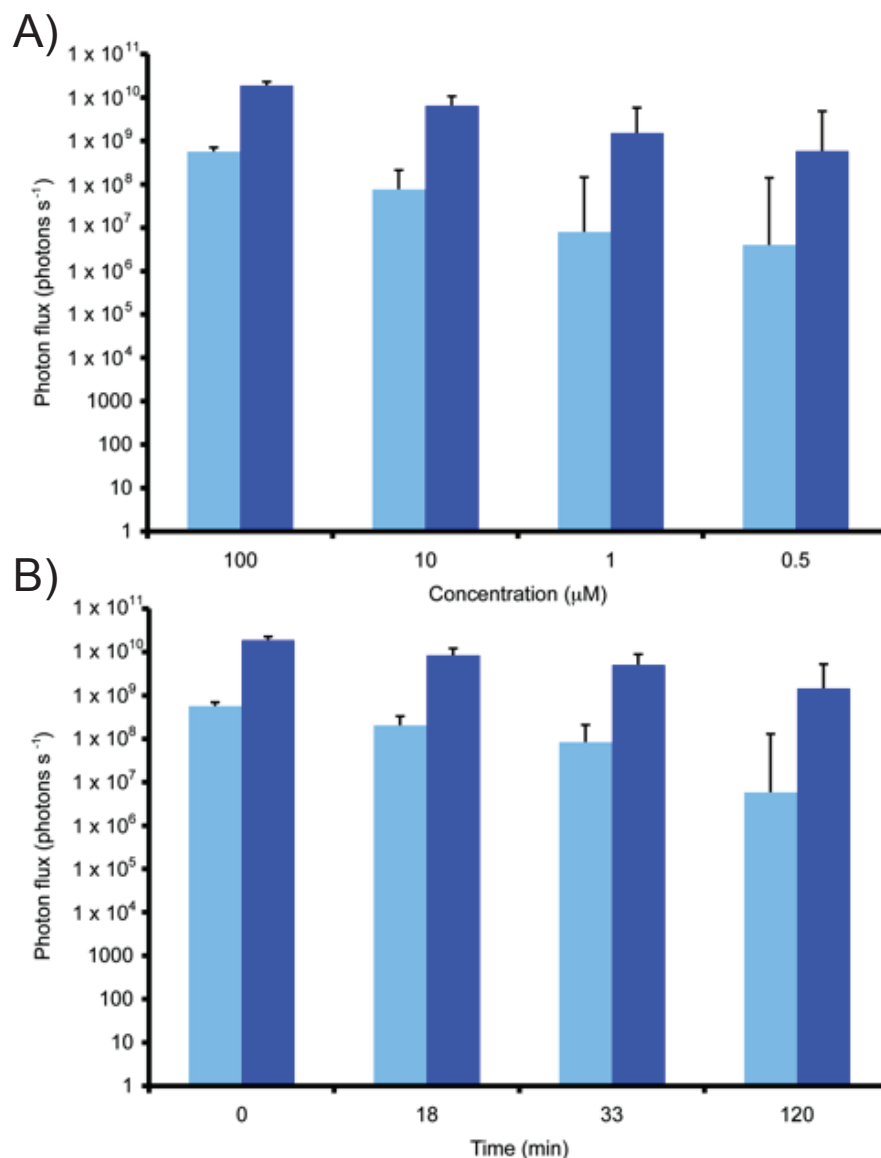 A)
1 x 10¹¹
1 x 10¹⁰
1 x 10⁹
1 x 10⁸
1 x 10⁷
1 x 10⁶
1 x 10⁵
1 x 10⁴
1000
100
10
1
Photon flux (photons s⁻¹)
100 10 1 0.5
Concentration (μM)
B)
1 x 10¹¹
1 x 10¹⁰
1 x 10⁹
1 x 10⁸
1 x 10⁷
1 x 10⁶
1 x 10⁵
1 x 10⁴
1000
100
10
1
Photon flux (photons s⁻¹)
0 18 33 120
Time (min)